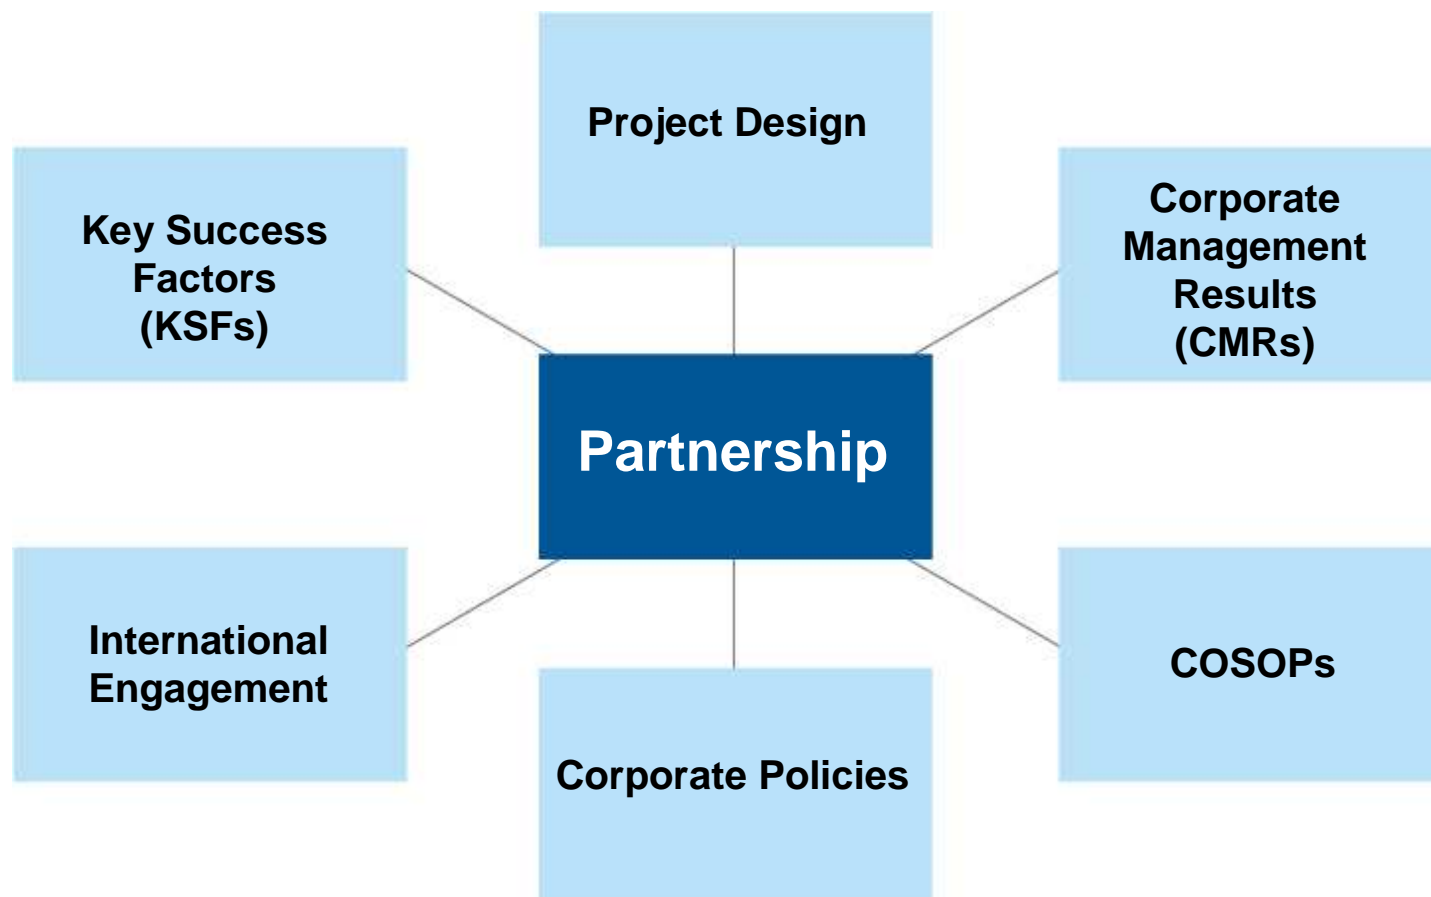 Project Design
Key Success
Factors
(KSFs)
Corporate
Management
Results
(CMRs)
Partnership
International
Engagement
COSOPs
Corporate Policies